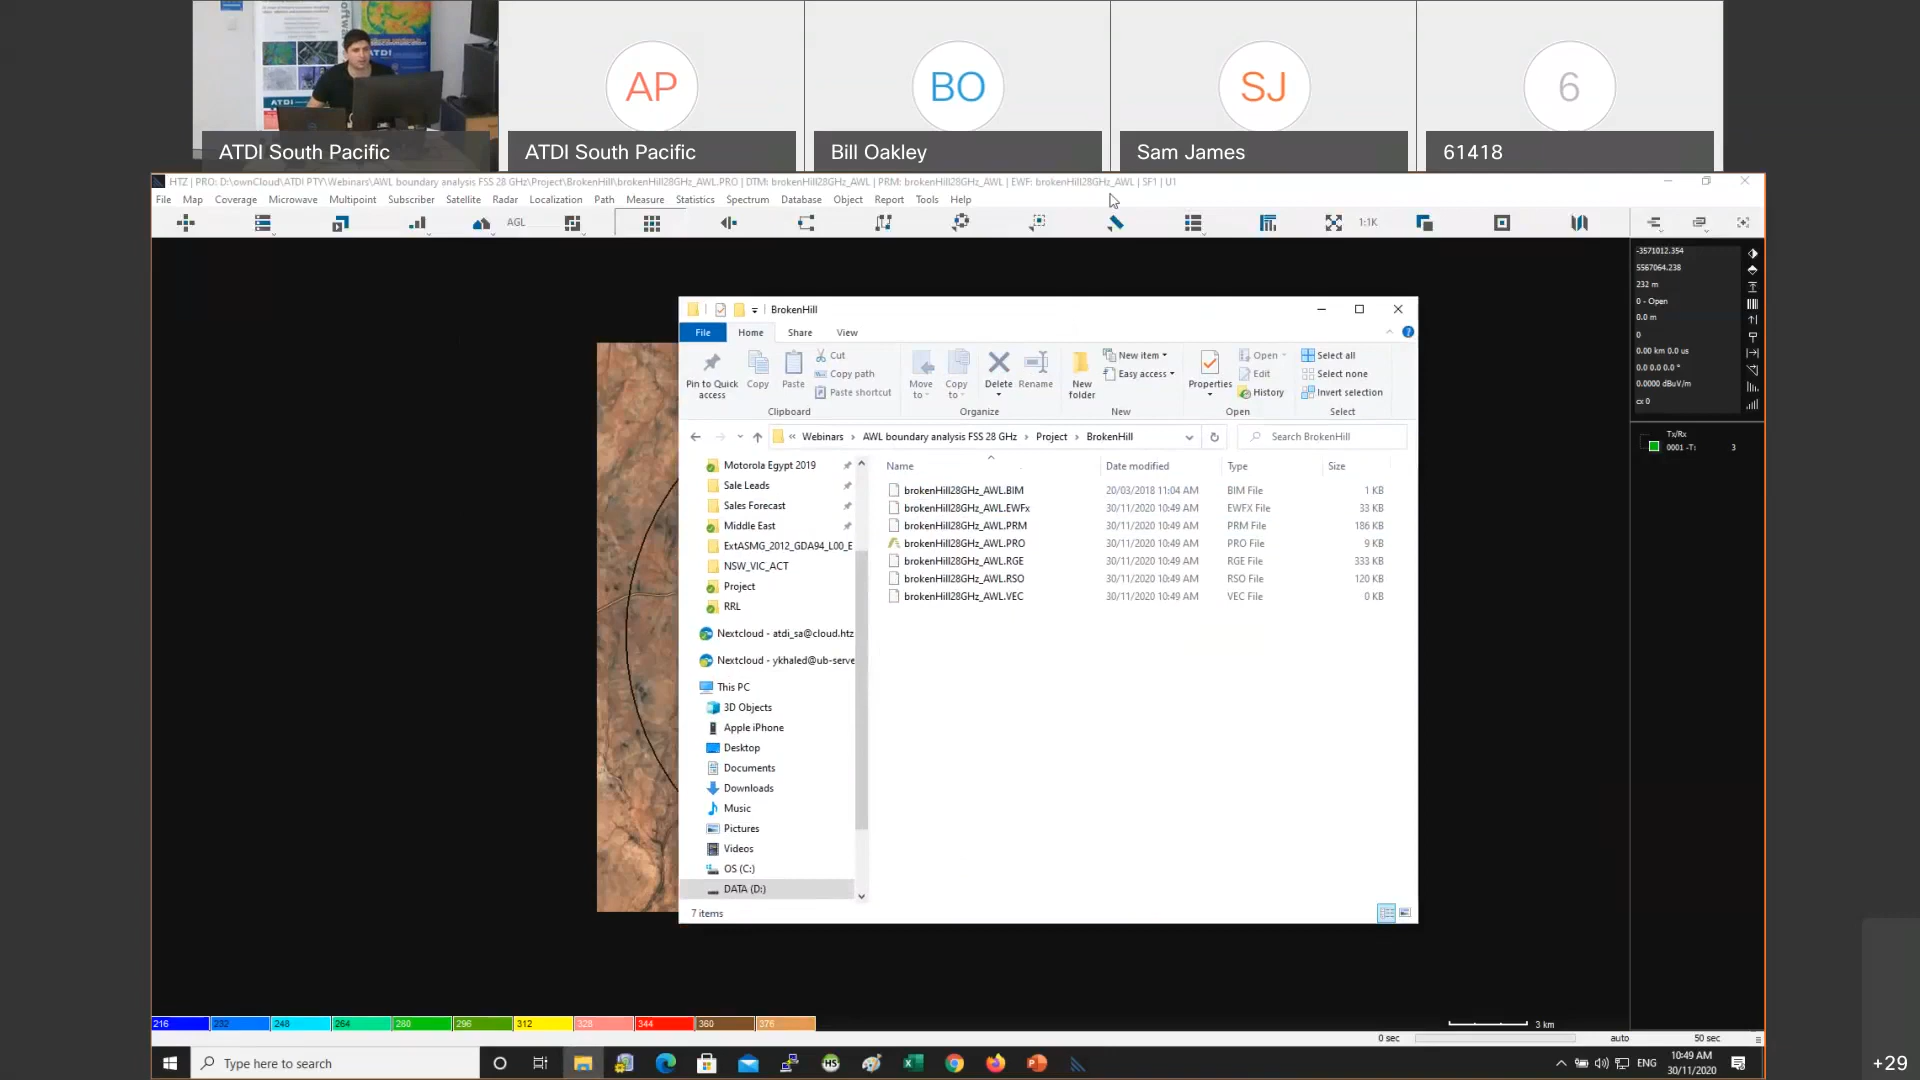 AP
BO
SJ
6
ATDI South Pacific
ATDI South Pacific
Bill Oakley
Sam James
61418
HTZ | PRO: D:\ownCloud\ATDI PTY\Webinars\AWL boundary analysis FSS 28 GHz\Project\BrokenHill\brokenHill28GHz_AWL.PRO | DTM: brokenHill28GHz_AWL | PRM: brokenHill28GHz_AWL | EWF: brokenHill28GHz_AWL | SF1 | U1
File Map Coverage Microwave Multipoint Subscriber Satellite Radar Localization Path Measure Statistics Spectrum Database Object Report Tools Help
AGL
1:1K
-3571012.354
5567064.238
232 m
0 - Open
0.0 m
0
0.00 km 0.0 us
0.0 0.0 0.0 °
0.0000 dBuV/m
cx 0
Tx/Rx
0001 -T: 3
BrokenHill
File Home Share View
Pin to Quick access
Copy
Paste
Cut
Copy path
Paste shortcut
Clipboard
Move to
Copy to
Delete
Rename
Organize
New folder
New item
Easy access
New
Properties
Open
Edit
History
Open
Select all
Select none
Invert selection
Select
« Webinars > AWL boundary analysis FSS 28 GHz > Project > BrokenHill
Search BrokenHill
Motorola Egypt 2019
Sale Leads
Sales Forecast
Middle East
ExtASMG_2012_GDA94_L00_E
NSW_VIC_ACT
Project
RRL
Nextcloud - atdi_sa@cloud.htz
Nextcloud - ykhaled@ub-serve
This PC
3D Objects
Apple iPhone
Desktop
Documents
Downloads
Music
Pictures
Videos
OS (C:)
DATA (D:)
Name Date modified Type Size
brokenHill28GHz_AWL.BIM 20/03/2018 11:04 AM BIM File 1 KB
brokenHill28GHz_AWL.EWFx 30/11/2020 10:49 AM EWFX File 33 KB
brokenHill28GHz_AWL.PRM 30/11/2020 10:49 AM PRM File 186 KB
brokenHill28GHz_AWL.PRO 30/11/2020 10:49 AM PRO File 9 KB
brokenHill28GHz_AWL.RGE 30/11/2020 10:49 AM RGE File 333 KB
brokenHill28GHz_AWL.RSO 30/11/2020 10:49 AM RSO File 120 KB
brokenHill28GHz_AWL.VEC 30/11/2020 10:49 AM VEC File 0 KB
7 items
216 232 248 264 280 296 312 328 344 360 376
3 km
0 sec auto 50 sec
Type here to search
ENG
10:49 AM
30/11/2020
+29